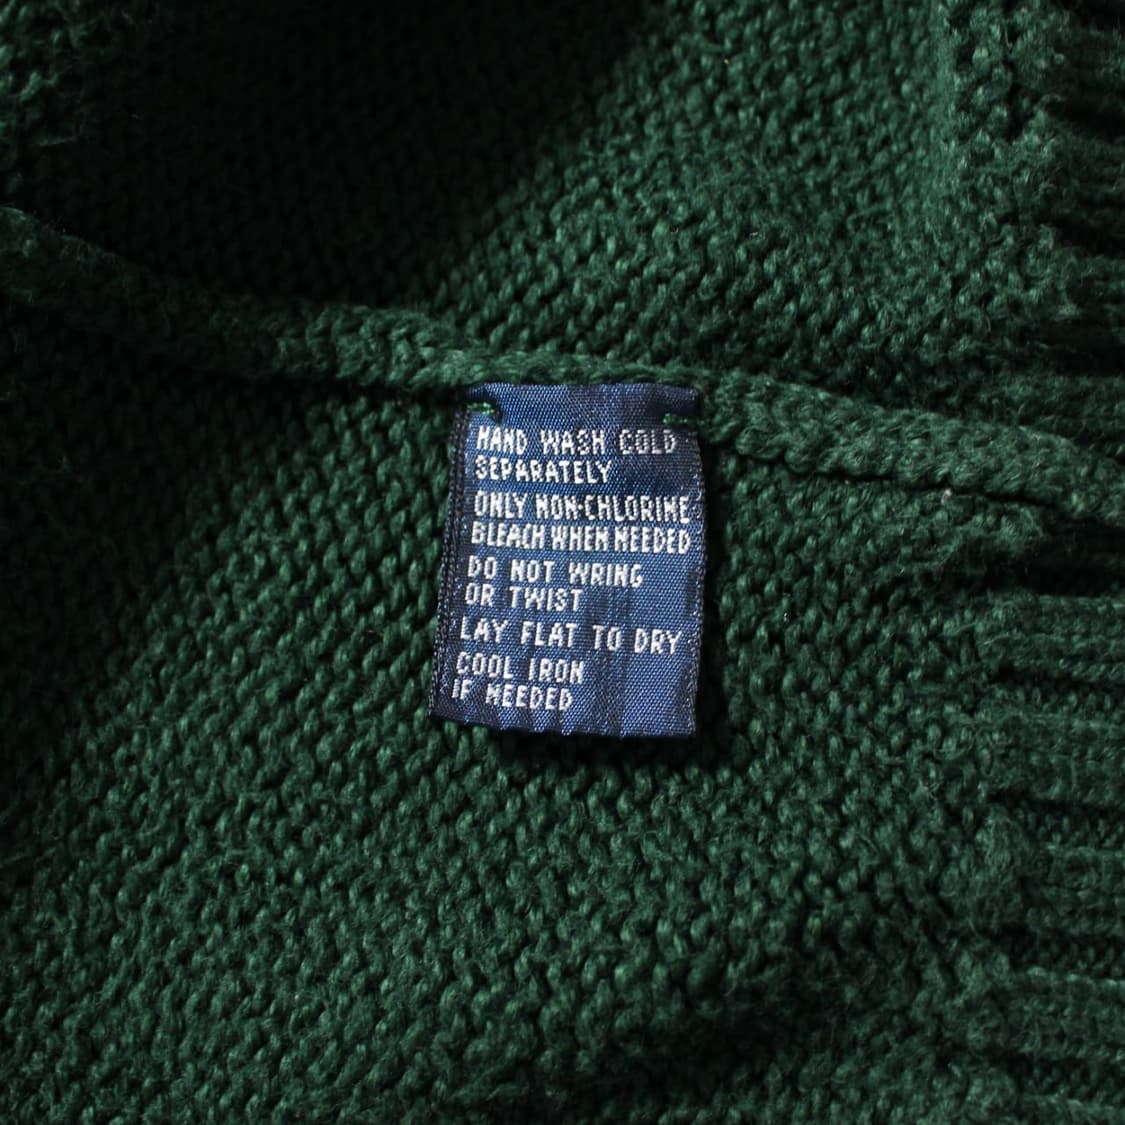 HAND WASH COLD
SEPARATELY
ONLY NON-CHLORINE
BLEACH WHEN NEEDED
DO NOT WRING
OR TWIST
LAY FLAT TO DRY
COOL IRON
IF NEEDED